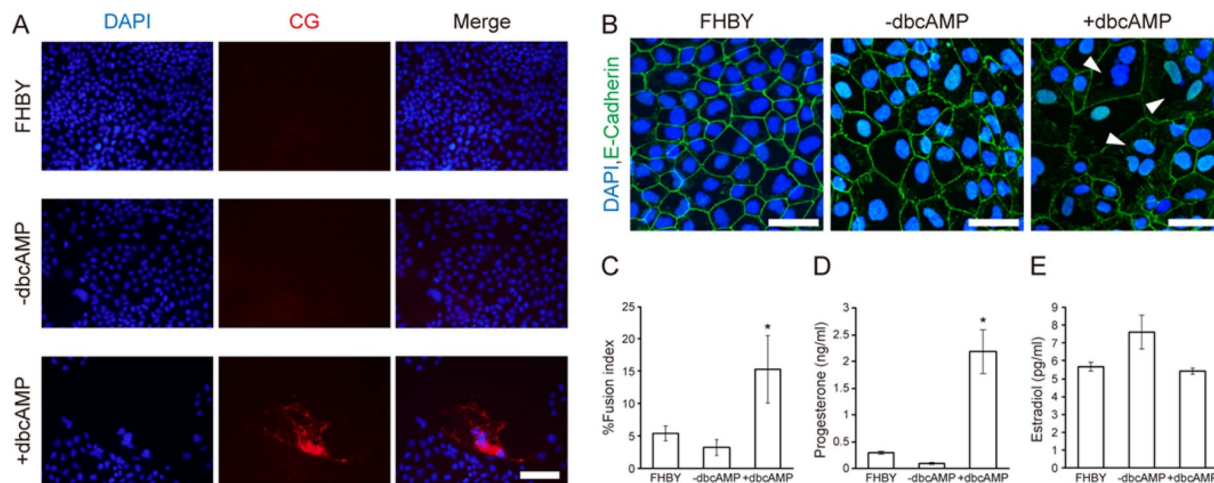 A
DAPI CG Merge
FHBY
-dbcAMP
+dbcAMP
B
FHBY -dbcAMP +dbcAMP
DAPI,E-Cadherin
C
%Fusion index
25
20
15
10
5
0
*
FHBY -dbcAMP +dbcAMP
D
Progesterone (ng/ml)
3
2.5
2
1.5
1
0.5
0
*
FHBY -dbcAMP +dbcAMP
E
Estradiol (pg/ml)
9
8
7
6
5
4
3
2
1
0
FHBY -dbcAMP +dbcAMP